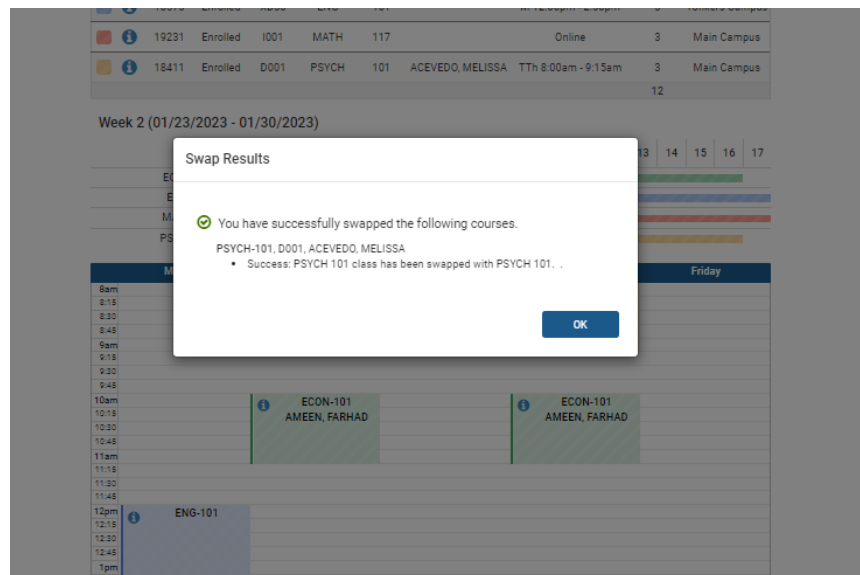 Enrolled ENG 101
19231 Enrolled I001 MATH 117 Online 3 Main Campus
18411 Enrolled D001 PSYCH 101 ACEVEDO, MELISSA TTh 8:00am - 9:15am 3 Main Campus
12
Week 2 (01/23/2023 - 01/30/2023)
13 14 15 16 17
Swap Results
You have successfully swapped the following courses.
PSYCH-101, D001, ACEVEDO, MELISSA
• Success: PSYCH 101 class has been swapped with PSYCH 101. .
OK
Friday
8am
8:15
8:30
8:45
9am
9:15
9:30
9:45
10am ECON-101 ECON-101
10:15 AMEEN, FARHAD AMEEN, FARHAD
10:30
10:45
11am
11:15
11:30
11:45
12pm ENG-101
12:15
12:30
12:45
1pm